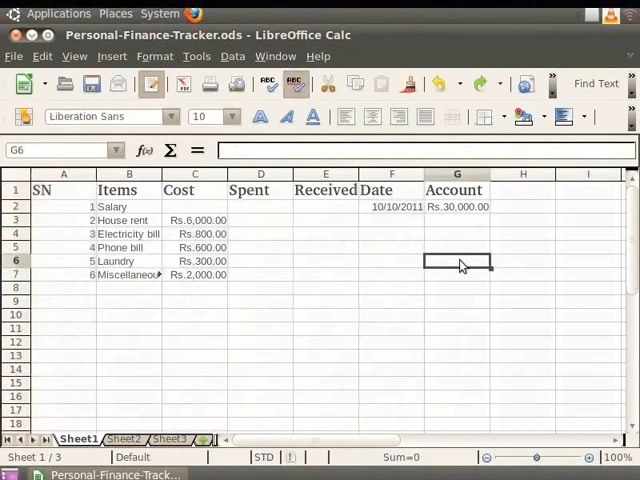 Applications Places System
Personal-Finance-Tracker.ods - LibreOffice Calc
File Edit View Insert Format Tools Data Window Help
ABC ABC Find Text
Liberation Sans 10 A A A
G6 f(x) Σ =
A B C D E F G H I
1 SN Items Cost Spent Received Date Account
2 1 Salary 10/10/2011 Rs.30,000.00
3 2 House rent Rs.6,000.00
4 3 Electricity bill Rs.800.00
5 4 Phone bill Rs.600.00
6 5 Laundry Rs.300.00
7 6 Miscellaneou Rs.2,000.00
8
9
10
11
12
13
14
15
16
17
18
Sheet1 Sheet2 Sheet3
Sheet 1 / 3 Default STD Sum=0 100%
Personal-Finance-Track...